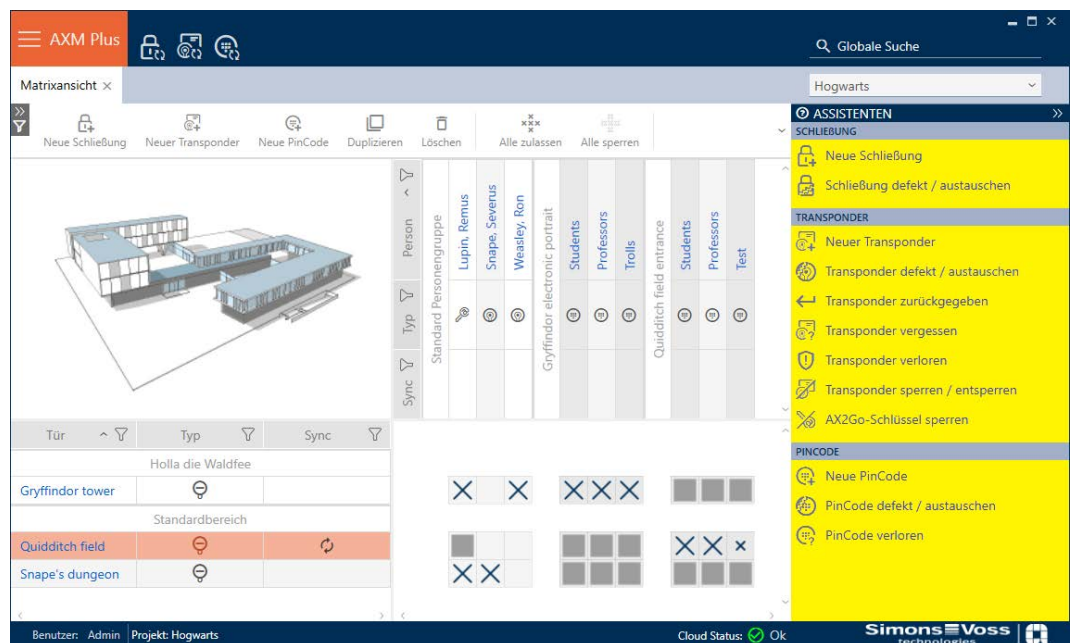 AXM Plus
Globale Suche
Matrixansicht ×
Hogwarts
Neue Schließung
Neuer Transponder
Neue PinCode
Duplizieren
Löschen
Alle zulassen
Alle sperren
ASSISTENTEN
SCHLIEßUNG
Neue Schließung
Schließung defekt / austauschen
TRANSPONDER
Neuer Transponder
Transponder defekt / austauschen
Transponder zurückgegeben
Transponder vergessen
Transponder verloren
Transponder sperren / entsperren
AX2Go-Schlüssel sperren
PINCODE
Neue PinCode
PinCode defekt / austauschen
PinCode verloren
Person
Typ
Sync
Standard Personengruppe
Lupin, Remus
Snape, Severus
Weasley, Ron
Gryffindor electronic portrait
Students
Professors
Trolls
Quidditch field entrance
Students
Professors
Test
Tür
Typ
Sync
Holla die Waldfee
Gryffindor tower
Standardbereich
Quidditch field
Snape's dungeon
Benutzer: Admin
Projekt: Hogwarts
Cloud Status: Ok
Simons Voss
technologies